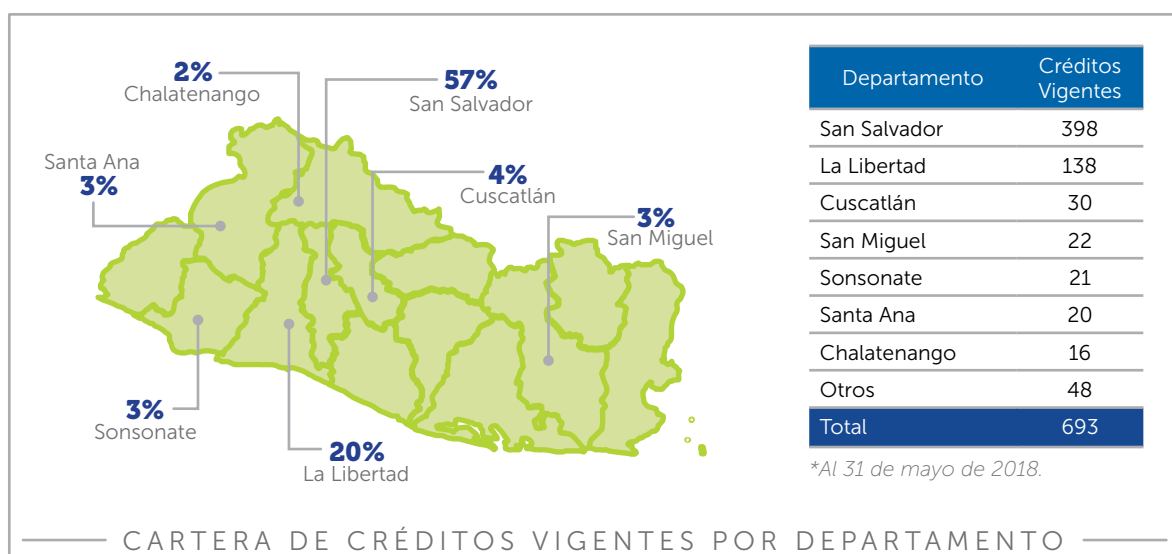 2%
Chalatenango
57%
San Salvador
Santa Ana
3%
4%
Cuscatlán
3%
San Miguel
3%
Sonsonate
20%
La Libertad
Departamento Créditos Vigentes
San Salvador 398
La Libertad 138
Cuscatlán 30
San Miguel 22
Sonsonate 21
Santa Ana 20
Chalatenango 16
Otros 48
Total 693
*Al 31 de mayo de 2018.
CARTERA DE CRÉDITOS VIGENTES POR DEPARTAMENTO